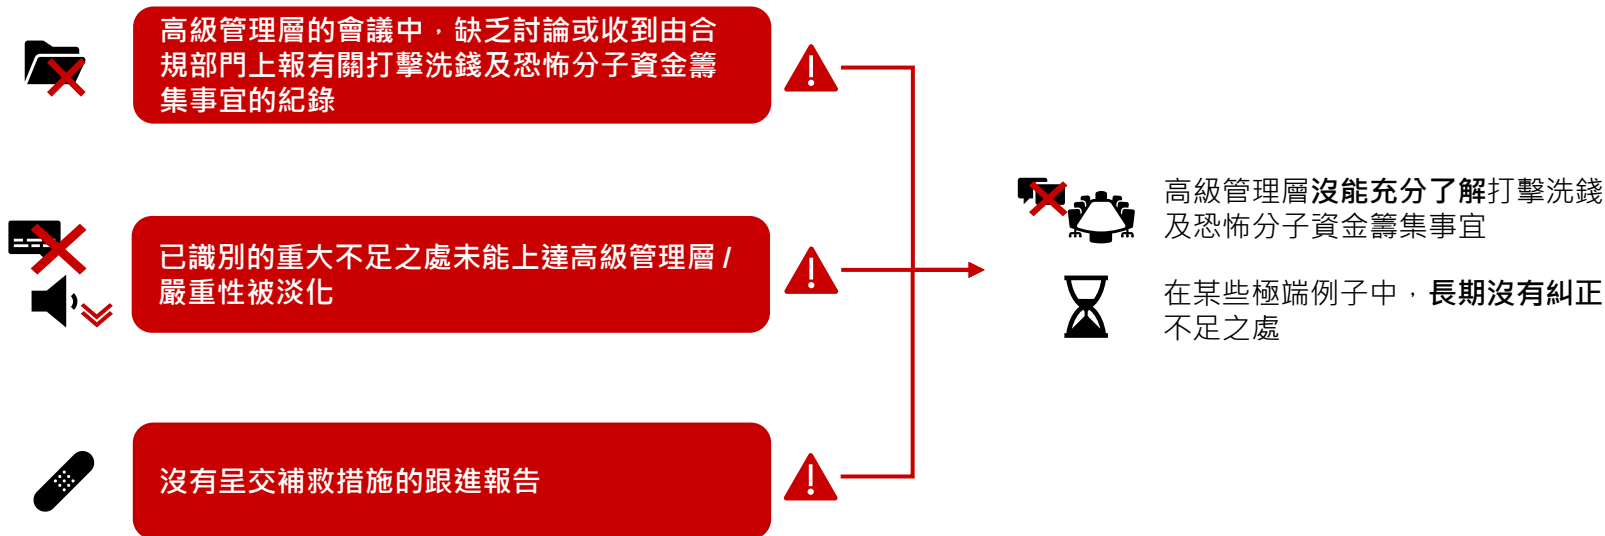 高級管理層的會議中，缺乏討論或收到由合
規部門上報有關打擊洗錢及恐怖分子資金籌
集事宜的紀錄
已識別的重大不足之處未能上達高級管理層 /
嚴重性被淡化
沒有呈交補救措施的跟進報告
高級管理層沒能充分了解打擊洗錢
及恐怖分子資金籌集事宜
在某些極端例子中，長期沒有糾正
不足之處